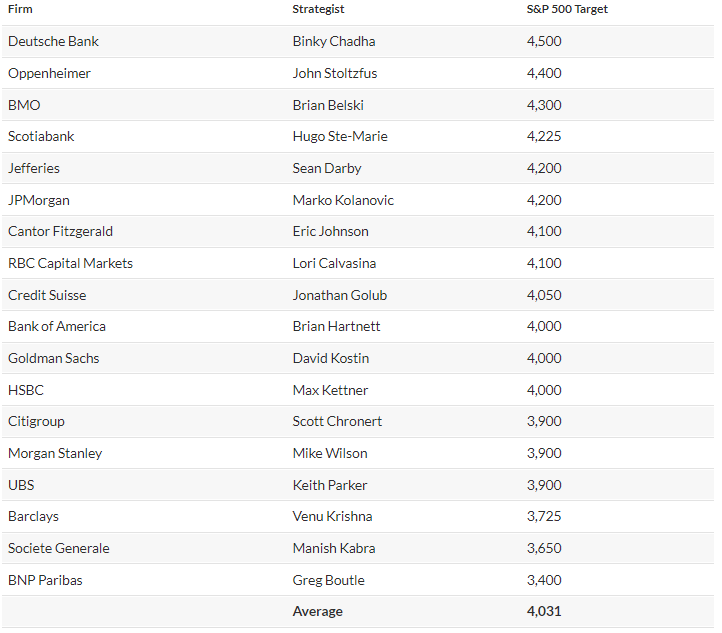 Firm Strategist S&P 500 Target
Deutsche Bank Binky Chadha 4,500
Oppenheimer John Stoltzfus 4,400
BMO Brian Belski 4,300
Scotiabank Hugo Ste-Marie 4,225
Jefferies Sean Darby 4,200
JPMorgan Marko Kolanovic 4,200
Cantor Fitzgerald Eric Johnson 4,100
RBC Capital Markets Lori Calvasina 4,100
Credit Suisse Jonathan Golub 4,050
Bank of America Brian Hartnett 4,000
Goldman Sachs David Kostin 4,000
HSBC Max Kettner 4,000
Citigroup Scott Chronert 3,900
Morgan Stanley Mike Wilson 3,900
UBS Keith Parker 3,900
Barclays Venu Krishna 3,725
Societe Generale Manish Kabra 3,650
BNP Paribas Greg Boutle 3,400
Average 4,031